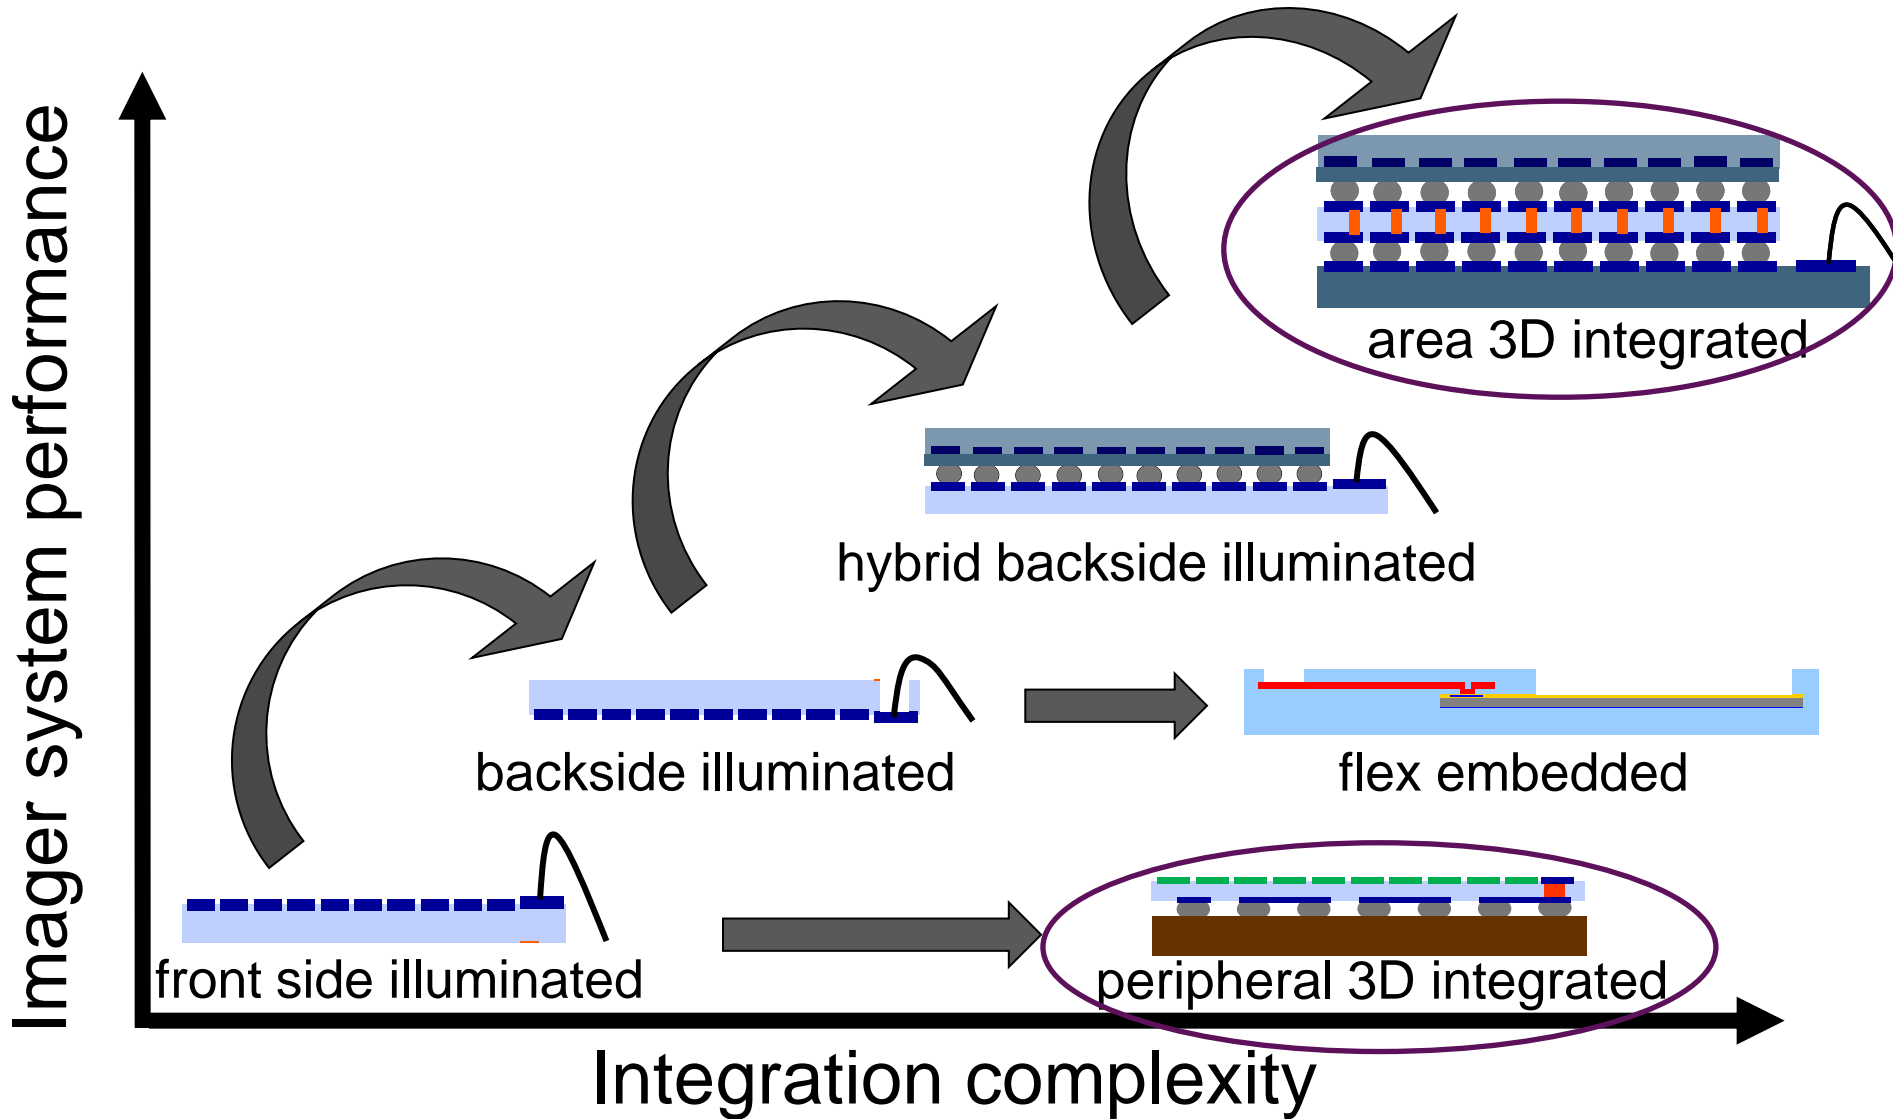 Imager system performance
area 3D integrated
hybrid backside illuminated
backside illuminated
flex embedded
front side illuminated
peripheral 3D integrated
Integration complexity